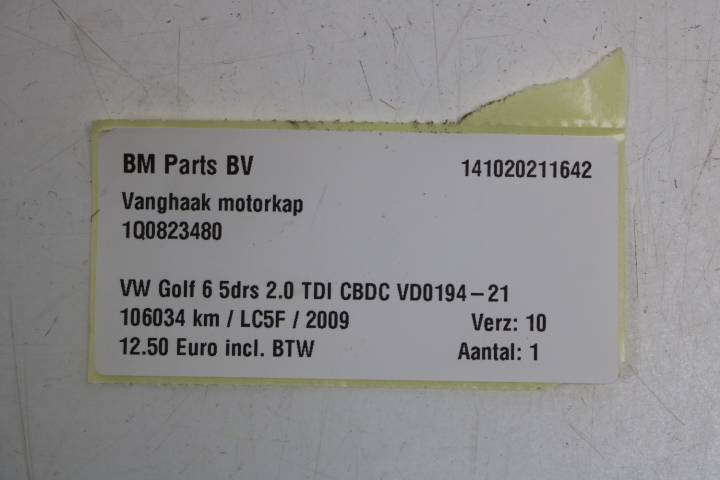 BM Parts BV 141020211642
Vanghaak motorkap
1Q0823480
VW Golf 6 5drs 2.0 TDI CBDC VD0194-21
106034 km / LC5F / 2009 Verz: 10
12.50 Euro incl. BTW Aantal: 1